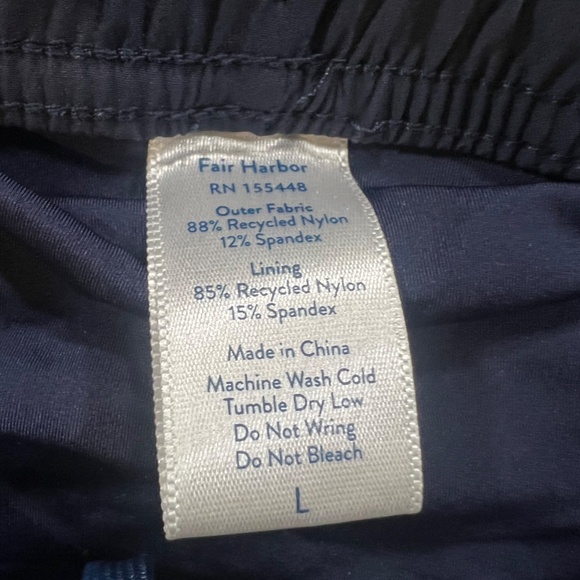 Fair Harbor
RN 155448
Outer Fabric
88% Recycled Nylon
12% Spandex
Lining
85% Recycled Nylon
15% Spandex
Made in China
Machine Wash Cold
Tumble Dry Low
Do Not Wring
Do Not Bleach
L